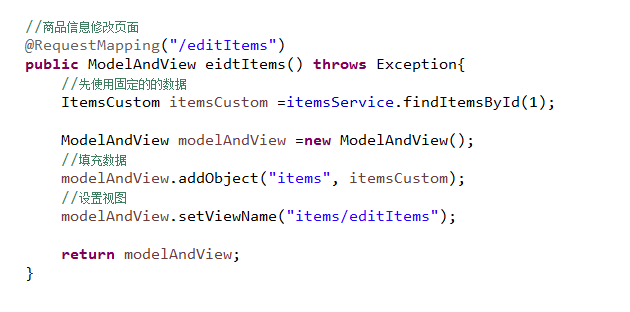 //商品信息修改页面
@RequestMapping("/editItems")
public ModelAndView eidtItems() throws Exception{
//先使用固定的的数据
ItemsCustom itemsCustom =itemsService.findItemsById(1);
ModelAndView modelAndView =new ModelAndView();
//填充数据
modelAndView.addObject("items", itemsCustom);
//设置视图
modelAndView.setViewName("items/editItems");
return modelAndView;
}